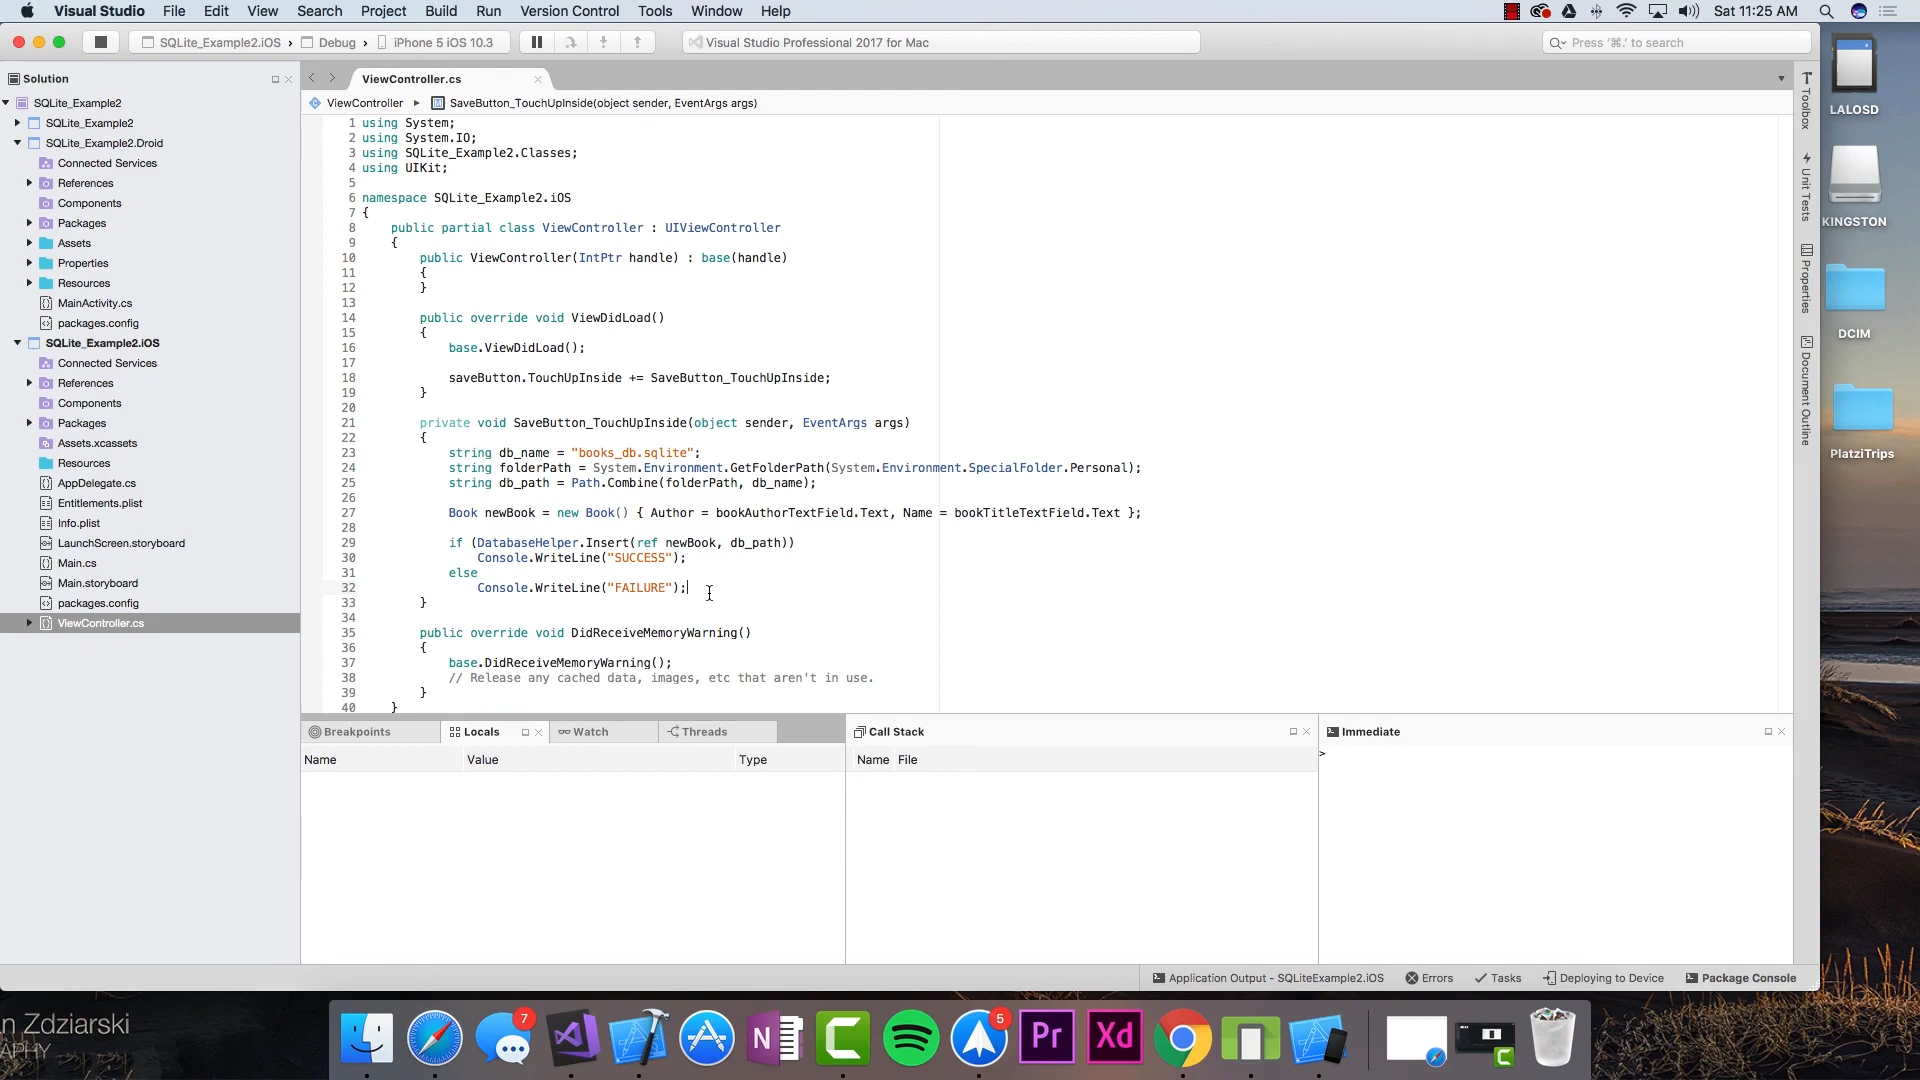 Visual Studio File Edit View Search Project Build Run Version Control Tools Window Help Sat 11:25 AM
SQLite_Example2.iOS › Debug › iPhone 5 iOS 10.3 Visual Studio Professional 2017 for Mac Press '⌘.' to search
Solution
SQLite_Example2
SQLite_Example2
SQLite_Example2.Droid
Connected Services
References
Components
Packages
Assets
Properties
Resources
MainActivity.cs
packages.config
SQLite_Example2.iOS
Connected Services
References
Components
Packages
Assets.xcassets
Resources
AppDelegate.cs
Entitlements.plist
Info.plist
LaunchScreen.storyboard
Main.cs
Main.storyboard
packages.config
ViewController.cs
ViewController.cs
ViewController SaveButton_TouchUpInside(object sender, EventArgs args)
1 using System;
2 using System.IO;
3 using SQLite_Example2.Classes;
4 using UIKit;
5
6 namespace SQLite_Example2.iOS
7 {
8 public partial class ViewController : UIViewController
9 {
10 public ViewController(IntPtr handle) : base(handle)
11 {
12 }
13
14 public override void ViewDidLoad()
15 {
16 base.ViewDidLoad();
17
18 saveButton.TouchUpInside += SaveButton_TouchUpInside;
19 }
20
21 private void SaveButton_TouchUpInside(object sender, EventArgs args)
22 {
23 string db_name = "books_db.sqlite";
24 string folderPath = System.Environment.GetFolderPath(System.Environment.SpecialFolder.Personal);
25 string db_path = Path.Combine(folderPath, db_name);
26
27 Book newBook = new Book() { Author = bookAuthorTextField.Text, Name = bookTitleTextField.Text };
28
29 if (DatabaseHelper.Insert(ref newBook, db_path))
30 Console.WriteLine("SUCCESS");
31 else
32 Console.WriteLine("FAILURE");
33 }
34
35 public override void DidReceiveMemoryWarning()
36 {
37 base.DidReceiveMemoryWarning();
38 // Release any cached data, images, etc that aren't in use.
39 }
40 }
Toolbox
Unit Tests
Properties
Document Outline
LALOSD
KINGSTON
DCIM
PlatziTrips
Breakpoints Locals Watch Threads
Name Value Type
Call Stack
Name File
Immediate
>
Application Output - SQLiteExample2.iOS Errors Tasks Deploying to Device Package Console
n Zdziarski
APHY
7
N
5
Pr
Xd